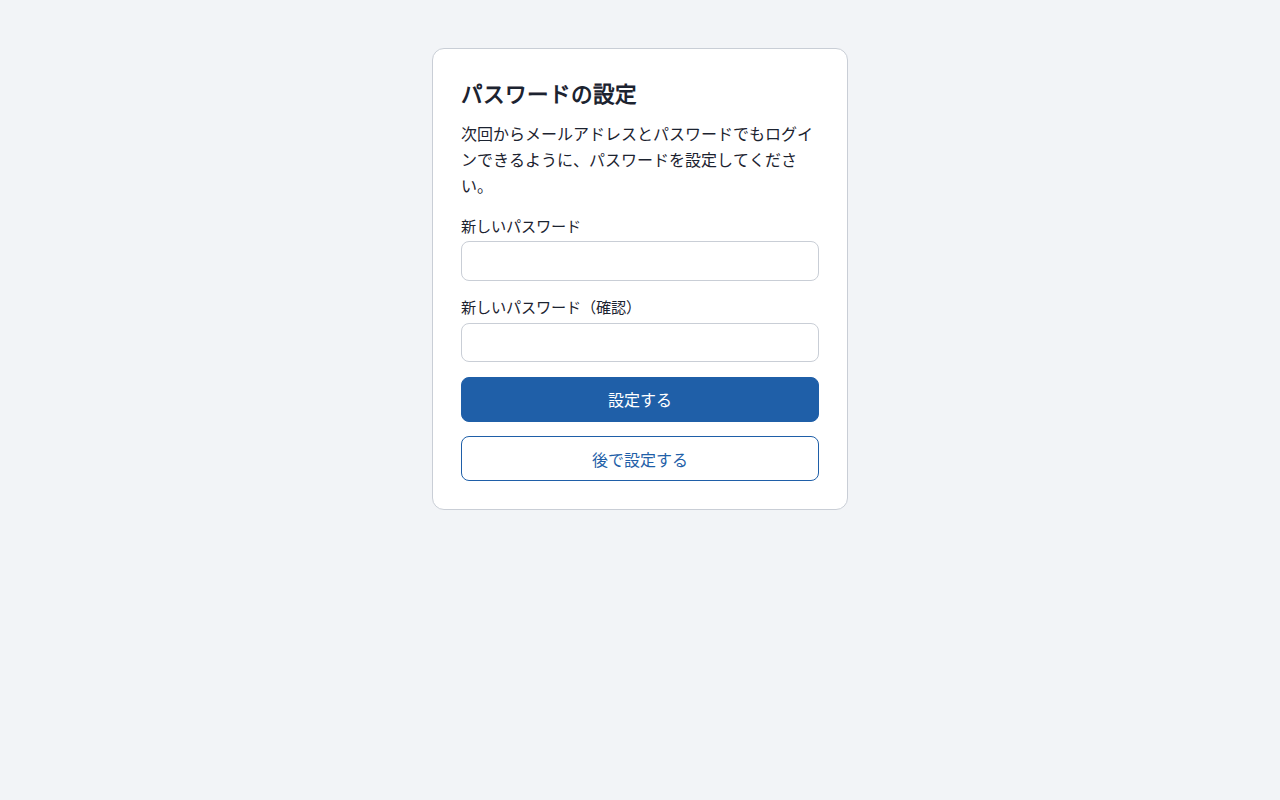 パスワードの設定
次回からメールアドレスとパスワードでもログイ
ンできるように、パスワードを設定してくださ
い。
新しいパスワード
新しいパスワード（確認）
設定する
後で設定する